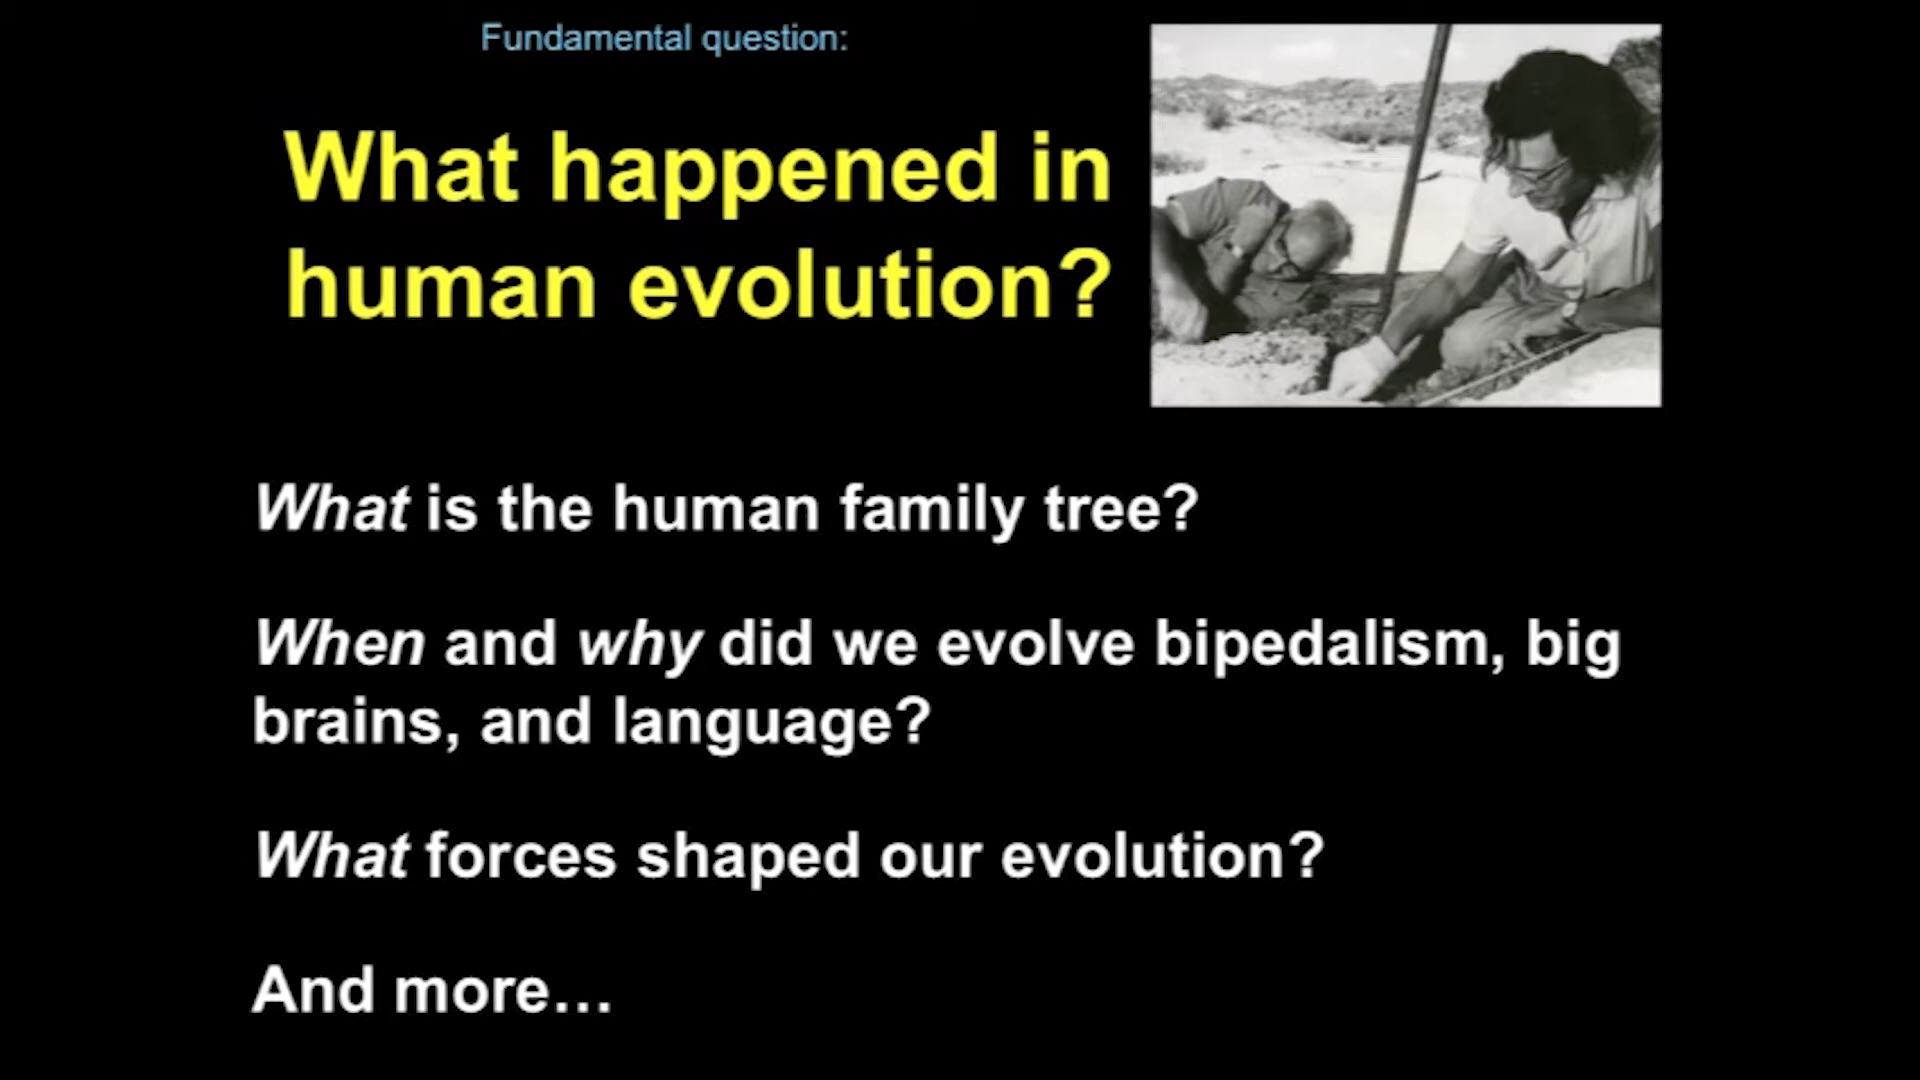 Fundamental question:
What happened in
human evolution?
What is the human family tree?
When and why did we evolve bipedalism, big
brains, and language?
What forces shaped our evolution?
And more…